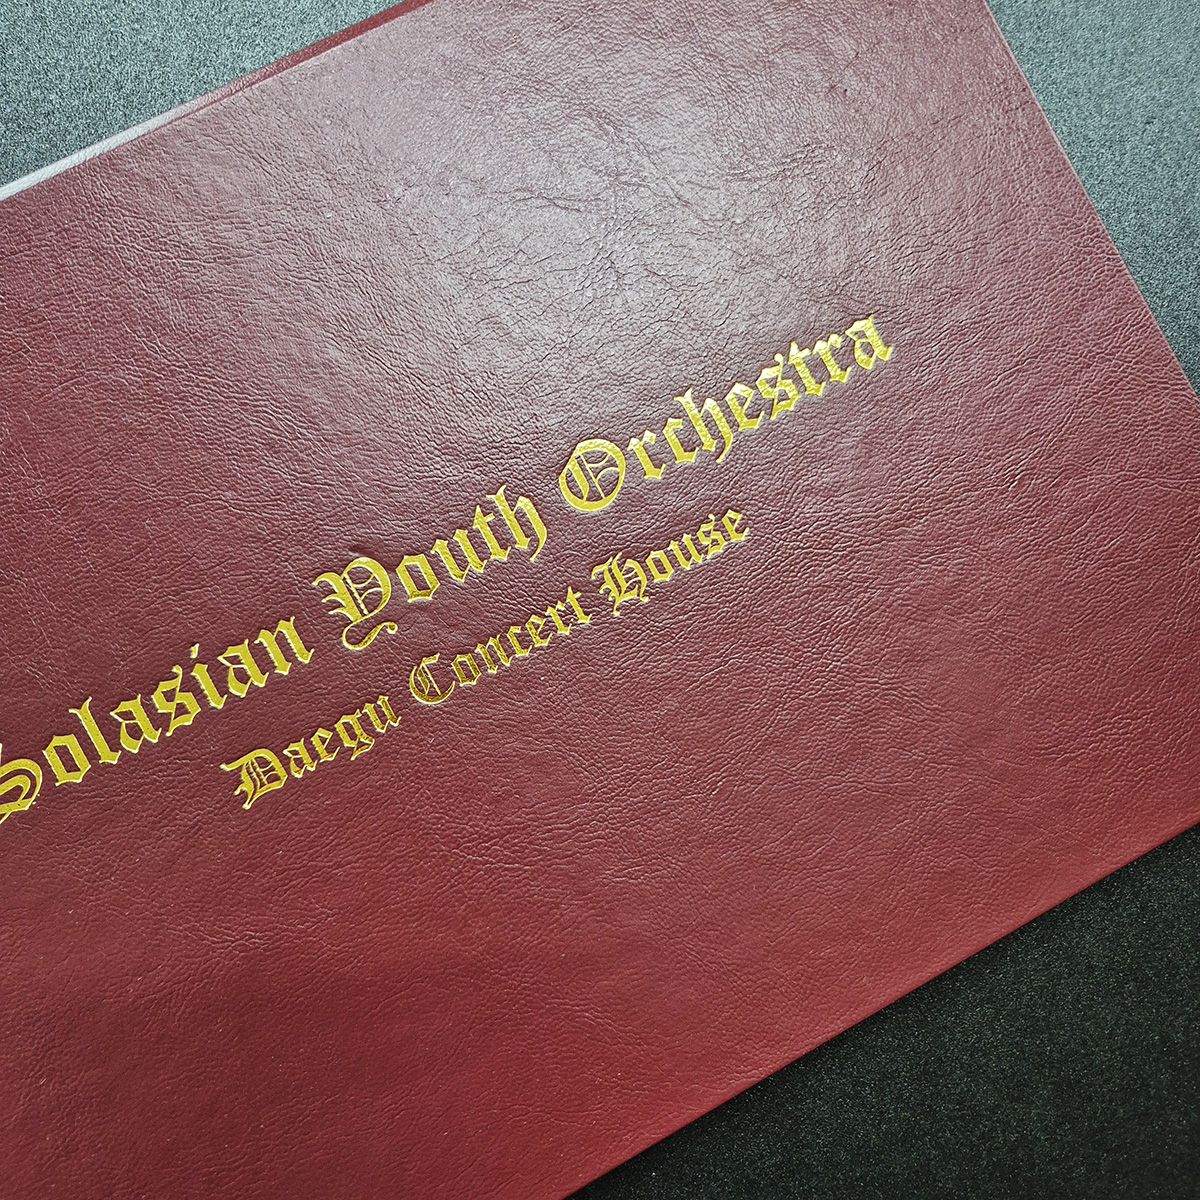 Solasian Youth Orchestra
Daegu Concert House